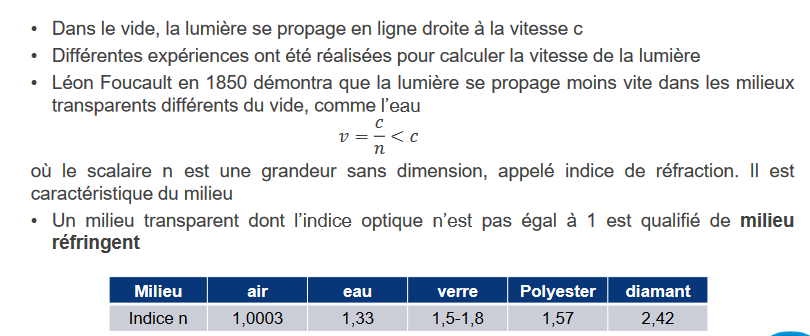 • Dans le vide, la lumière se propage en ligne droite à la vitesse c
• Différentes expériences ont été réalisées pour calculer la vitesse de la lumière
• Léon Foucault en 1850 démontra que la lumière se propage moins vite dans les milieux
transparents différents du vide, comme l'eau
v = c/n < c
où le scalaire n est une grandeur sans dimension, appelé indice de réfraction. Il est
caractéristique du milieu
• Un milieu transparent dont l'indice optique n'est pas égal à 1 est qualifié de milieu
réfringent
Milieu air eau verre Polyester diamant
Indice n 1,0003 1,33 1,5-1,8 1,57 2,42